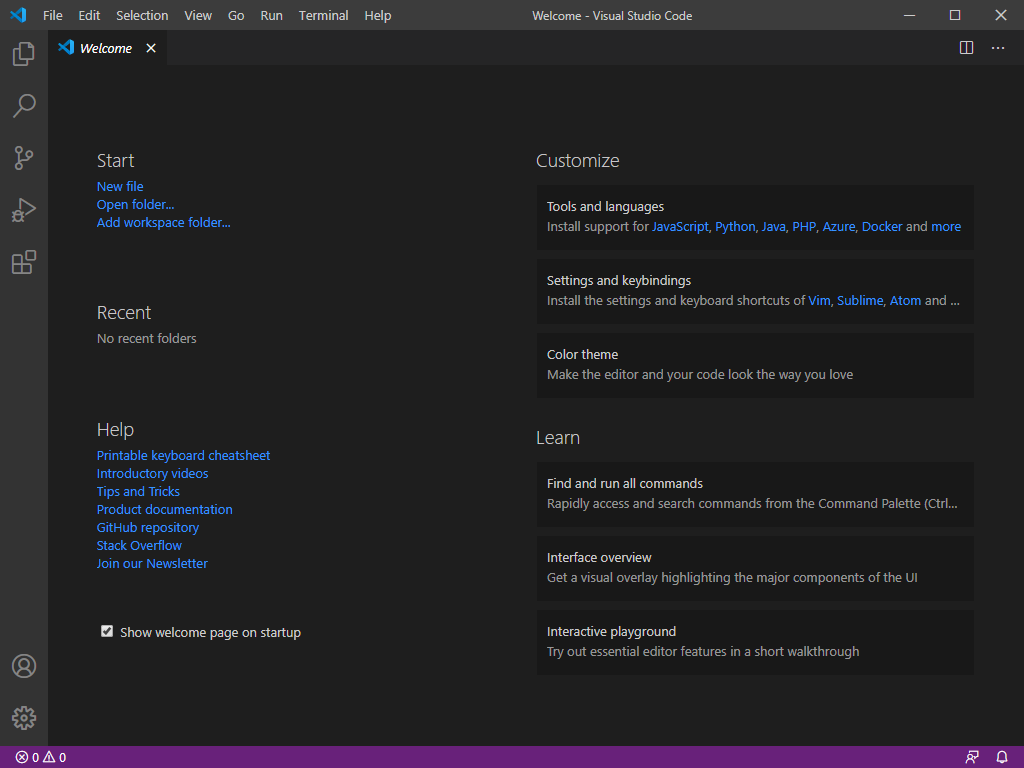 File Edit Selection View Go Run Terminal Help Welcome - Visual Studio Code
Welcome
Start
New file
Open folder...
Add workspace folder...
Recent
No recent folders
Help
Printable keyboard cheatsheet
Introductory videos
Tips and Tricks
Product documentation
GitHub repository
Stack Overflow
Join our Newsletter
Show welcome page on startup
Customize
Tools and languages
Install support for JavaScript, Python, Java, PHP, Azure, Docker and more
Settings and keybindings
Install the settings and keyboard shortcuts of Vim, Sublime, Atom and ...
Color theme
Make the editor and your code look the way you love
Learn
Find and run all commands
Rapidly access and search commands from the Command Palette (Ctrl...
Interface overview
Get a visual overlay highlighting the major components of the UI
Interactive playground
Try out essential editor features in a short walkthrough
0 0